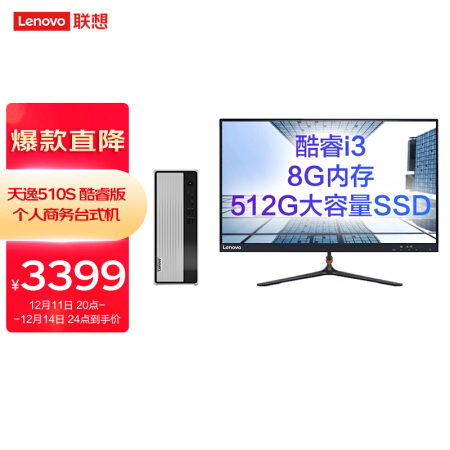 Lenovo 联想
爆款直降
天逸510S 酷睿版
个人商务台式机
¥3399
12月11日 20点-
-12月14日 24点到手价
Lenovo
酷睿i3
8G内存
512G大容量SSD
Lenovo